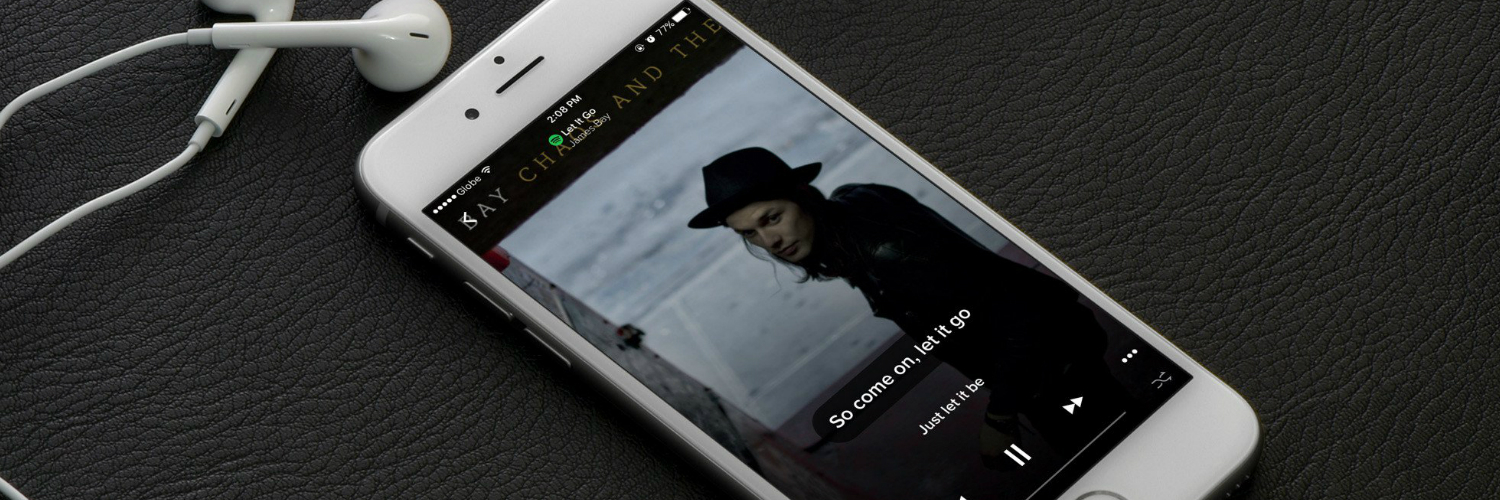 Globe
2:08 PM
77%
Let It Go
James Bay
BAY CHAOS AND THE
So come on, let it go
Just let it be